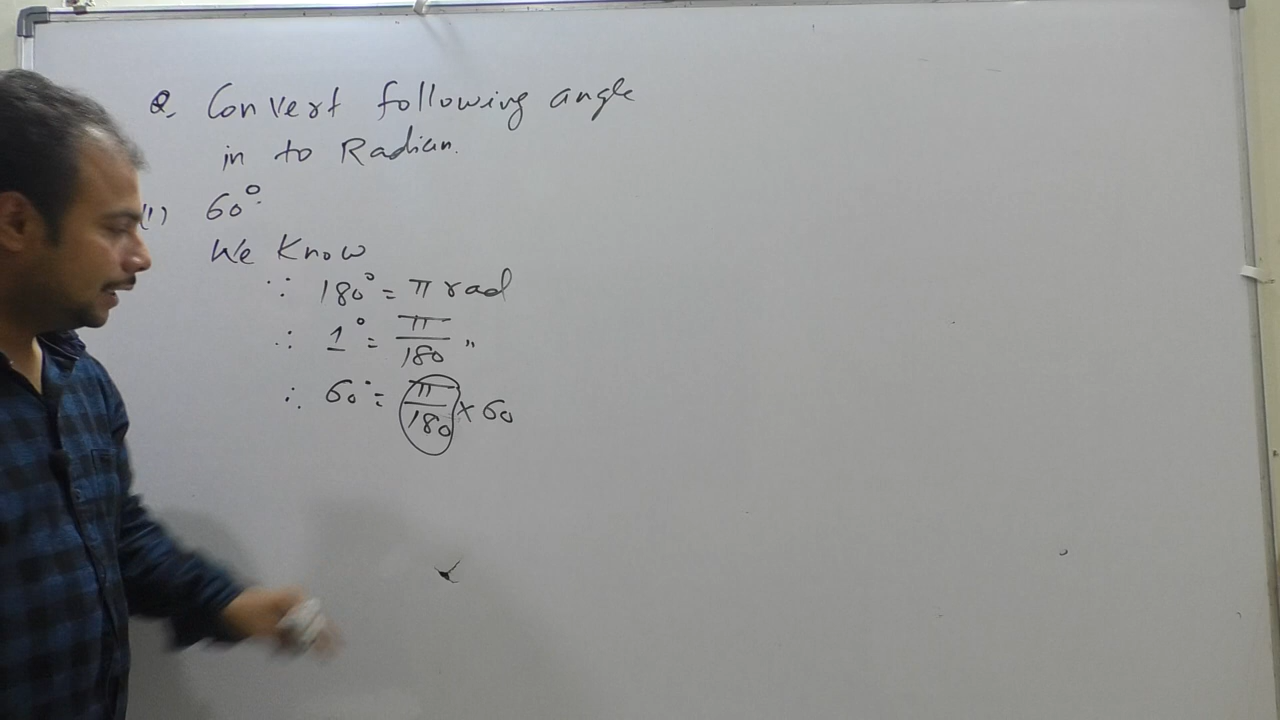 Q. Convert following angle
in to Radian.
(1) 60°
We Know
∵ 180° = π rad
∴ 1° = π/180 "
∴ 60° = π/180 × 60